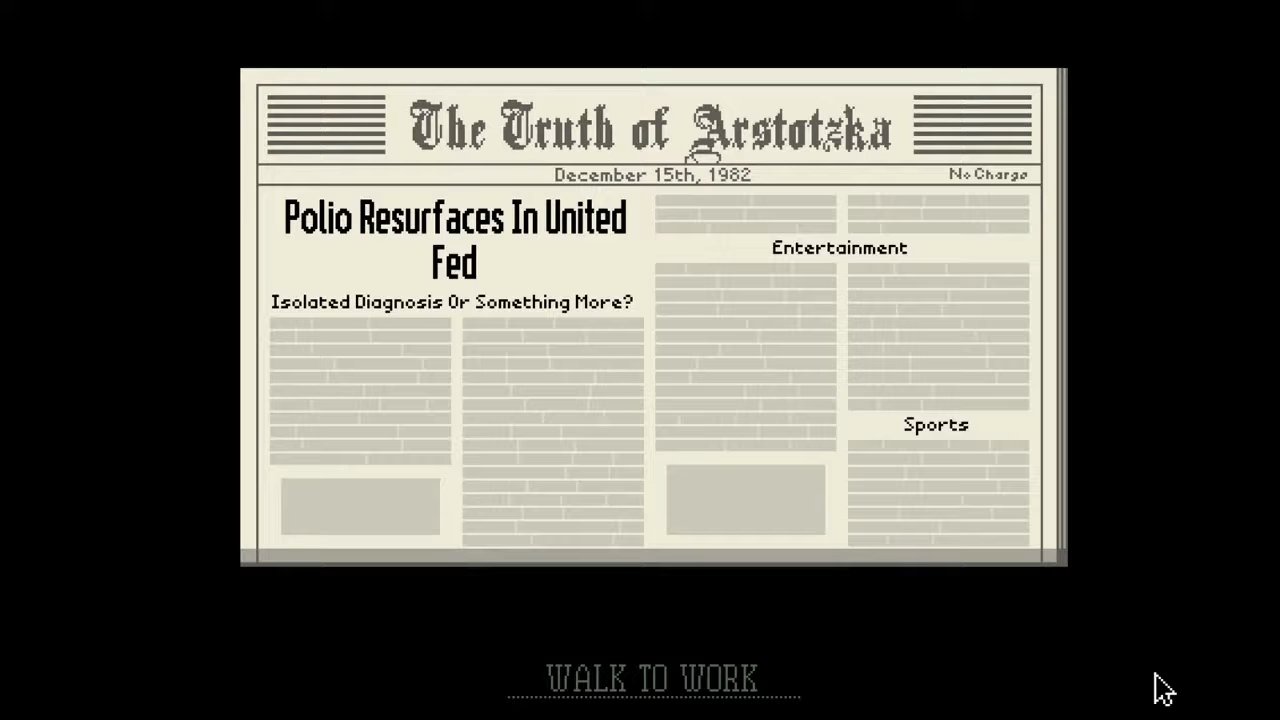 The Truth of Arstotzka
December 15th, 1982
No Charge
Polio Resurfaces In United
Fed
Isolated Diagnosis Or Something More?
Entertainment
Sports
WALK TO WORK